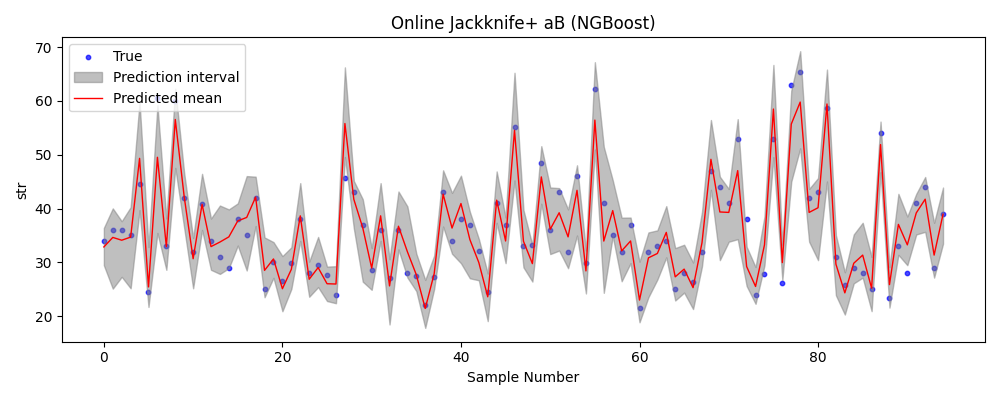 Online Jackknife+ aB (NGBoost)
True
Prediction interval
Predicted mean
str
70
60
50
40
30
20
0 20 40 60 80
Sample Number